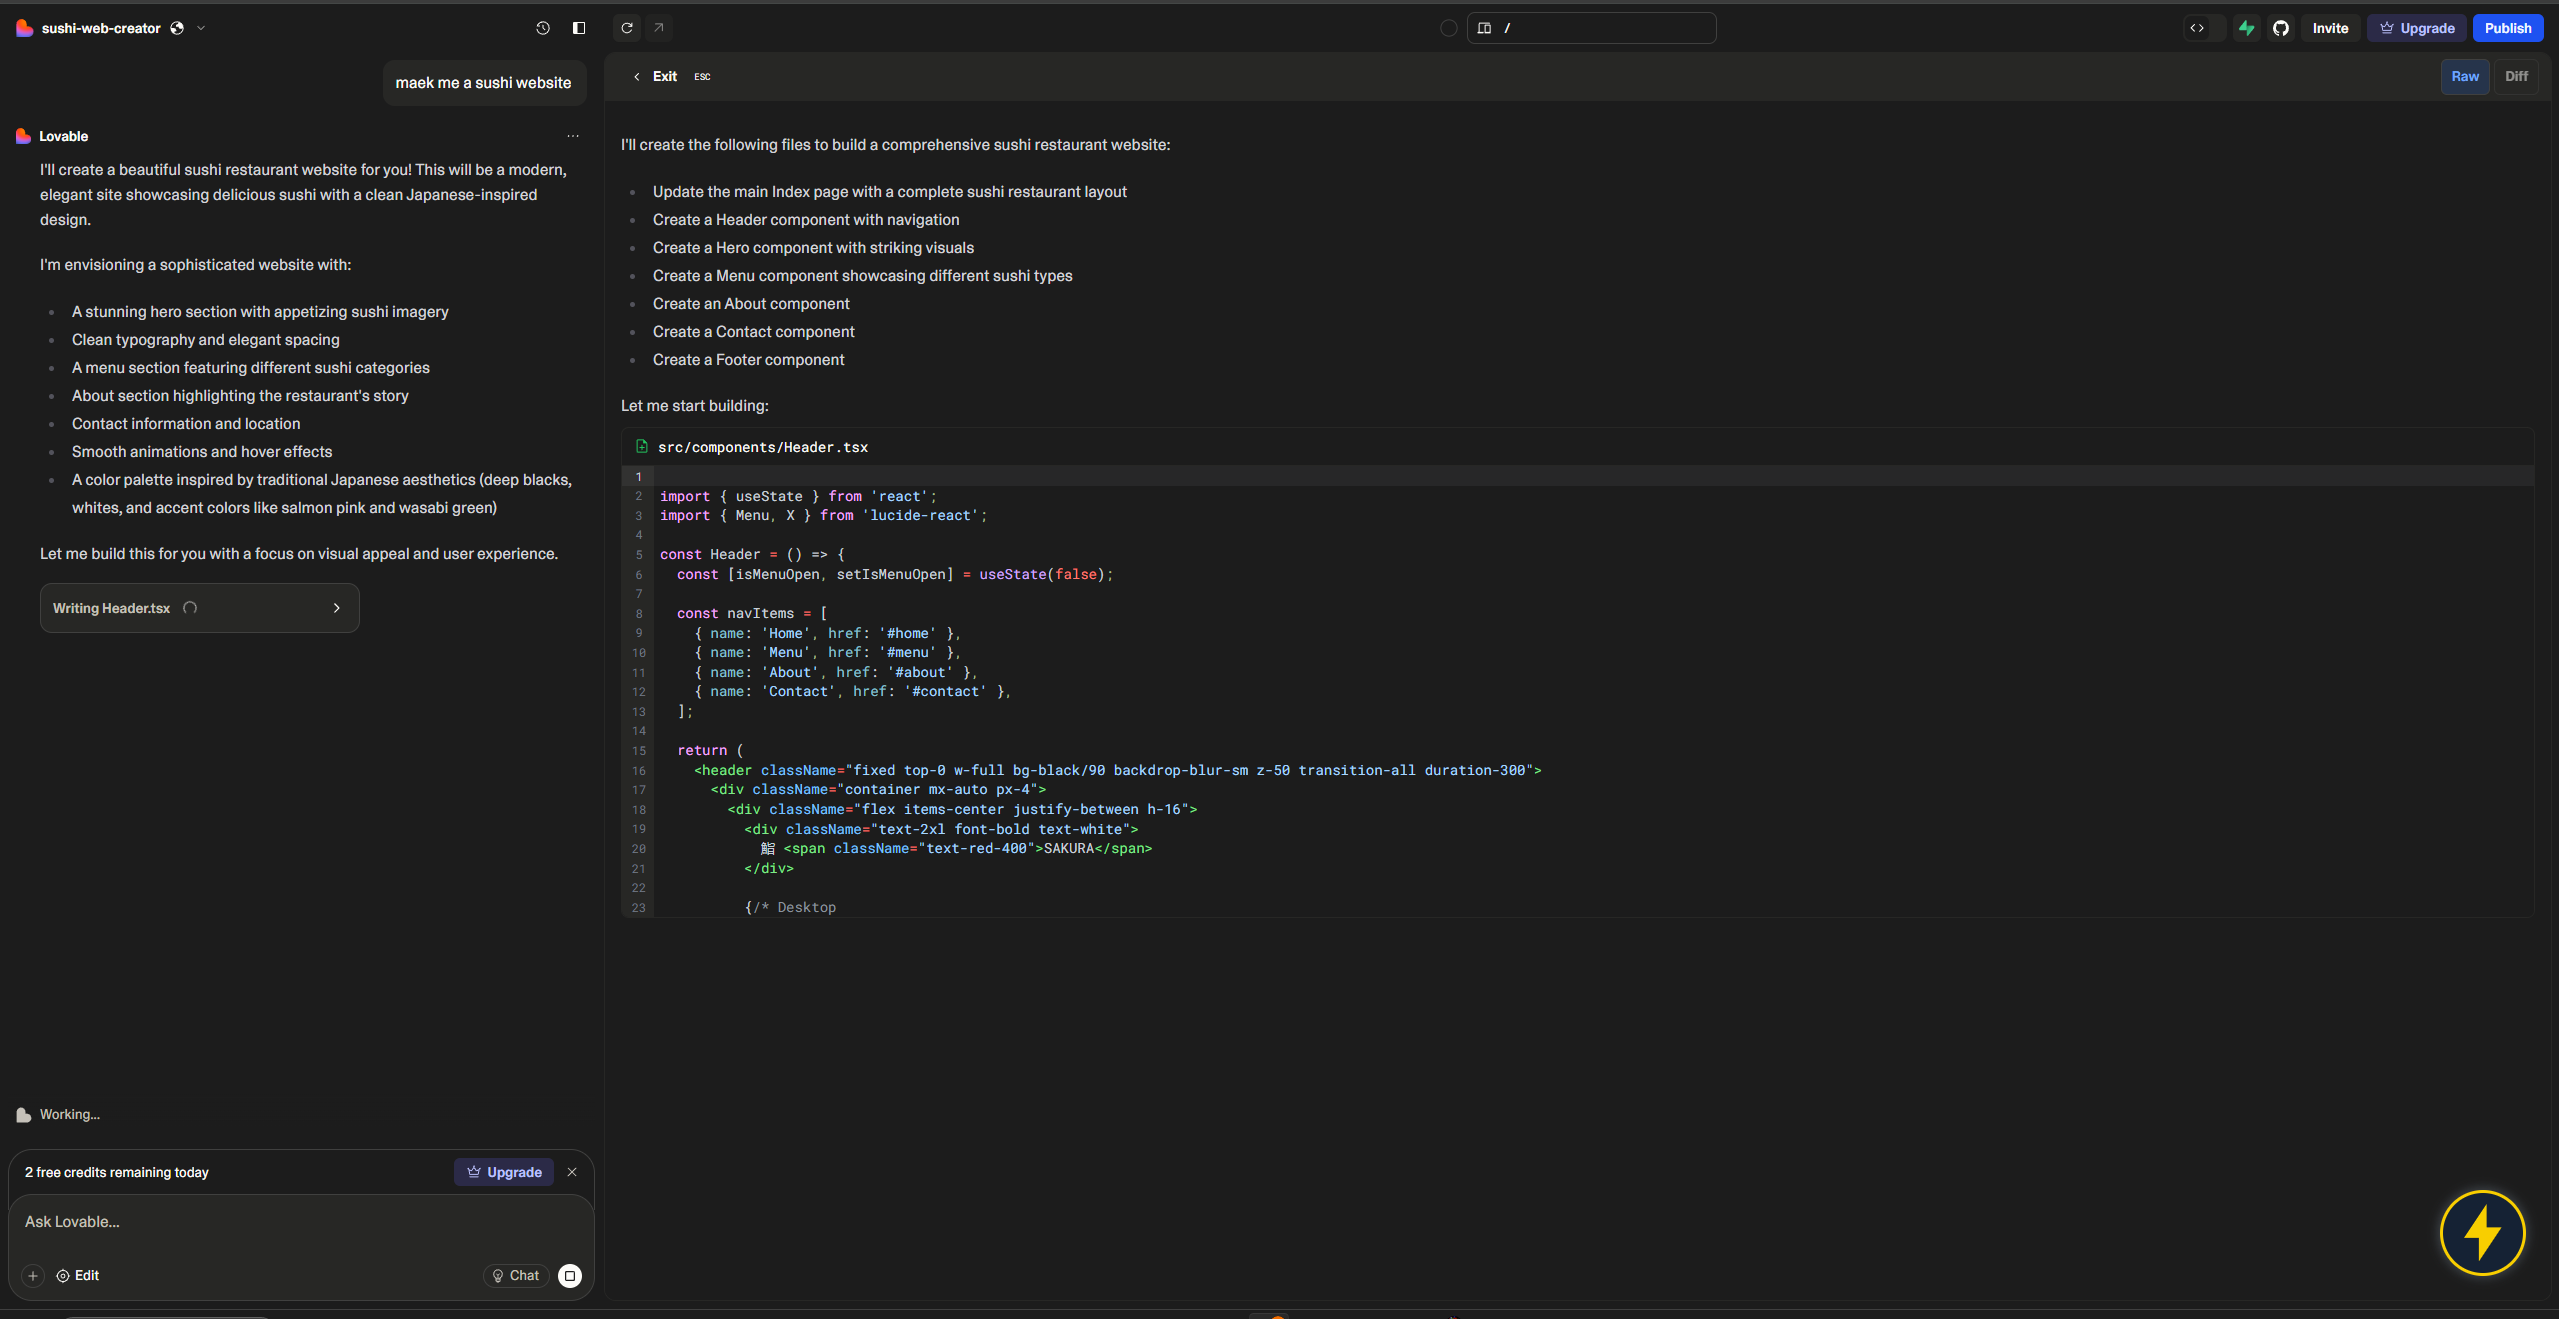 sushi-web-creator
/
Invite
Upgrade
Publish
maek me a sushi website
Lovable
I'll create a beautiful sushi restaurant website for you! This will be a modern,
elegant site showcasing delicious sushi with a clean Japanese-inspired
design.
I'm envisioning a sophisticated website with:
A stunning hero section with appetizing sushi imagery
Clean typography and elegant spacing
A menu section featuring different sushi categories
About section highlighting the restaurant's story
Contact information and location
Smooth animations and hover effects
A color palette inspired by traditional Japanese aesthetics (deep blacks,
whites, and accent colors like salmon pink and wasabi green)
Let me build this for you with a focus on visual appeal and user experience.
Writing Header.tsx
Working...
2 free credits remaining today
Upgrade
Ask Lovable...
Edit
Chat
Exit ESC
Raw
Diff
I'll create the following files to build a comprehensive sushi restaurant website:
Update the main Index page with a complete sushi restaurant layout
Create a Header component with navigation
Create a Hero component with striking visuals
Create a Menu component showcasing different sushi types
Create an About component
Create a Contact component
Create a Footer component
Let me start building:
src/components/Header.tsx
1
2 import { useState } from 'react';
3 import { Menu, X } from 'lucide-react';
4
5 const Header = () => {
6 const [isMenuOpen, setIsMenuOpen] = useState(false);
7
8 const navItems = [
9 { name: 'Home', href: '#home' },
10 { name: 'Menu', href: '#menu' },
11 { name: 'About', href: '#about' },
12 { name: 'Contact', href: '#contact' },
13 ];
14
15 return (
16 <header className="fixed top-0 w-full bg-black/90 backdrop-blur-sm z-50 transition-all duration-300">
17 <div className="container mx-auto px-4">
18 <div className="flex items-center justify-between h-16">
19 <div className="text-2xl font-bold text-white">
20 鮨 <span className="text-red-400">SAKURA</span>
21 </div>
22
23 {/* Desktop